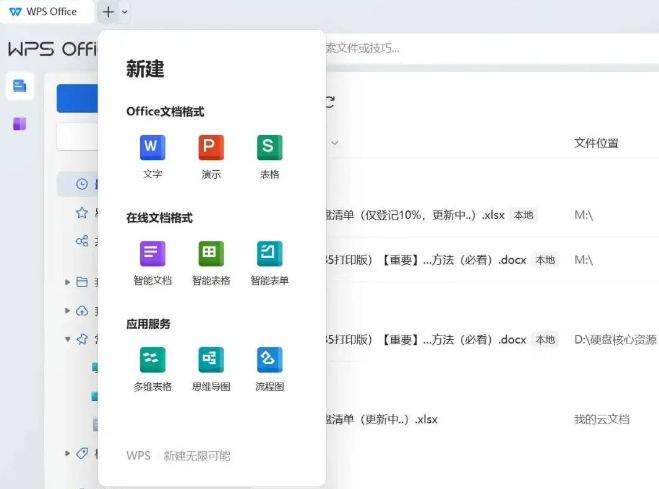 WPS Office
WPS Offi
索文件或技巧...
新建
Office文档格式
文字
演示
表格
在线文档格式
智能文档
智能表格
智能表单
应用服务
多维表格
思维导图
流程图
WPS 新建无限可能
文件位置
盘清单（仅登记10%，更新中..）.xlsx 本地 M:\
35打印版）【重要】...方法（必看）.docx 本地 M:\
35打印版）【重要】...方法（必看）.docx 本地 D:\硬盘核心资源
盘清单（更新中..）.xlsx 我的云文档